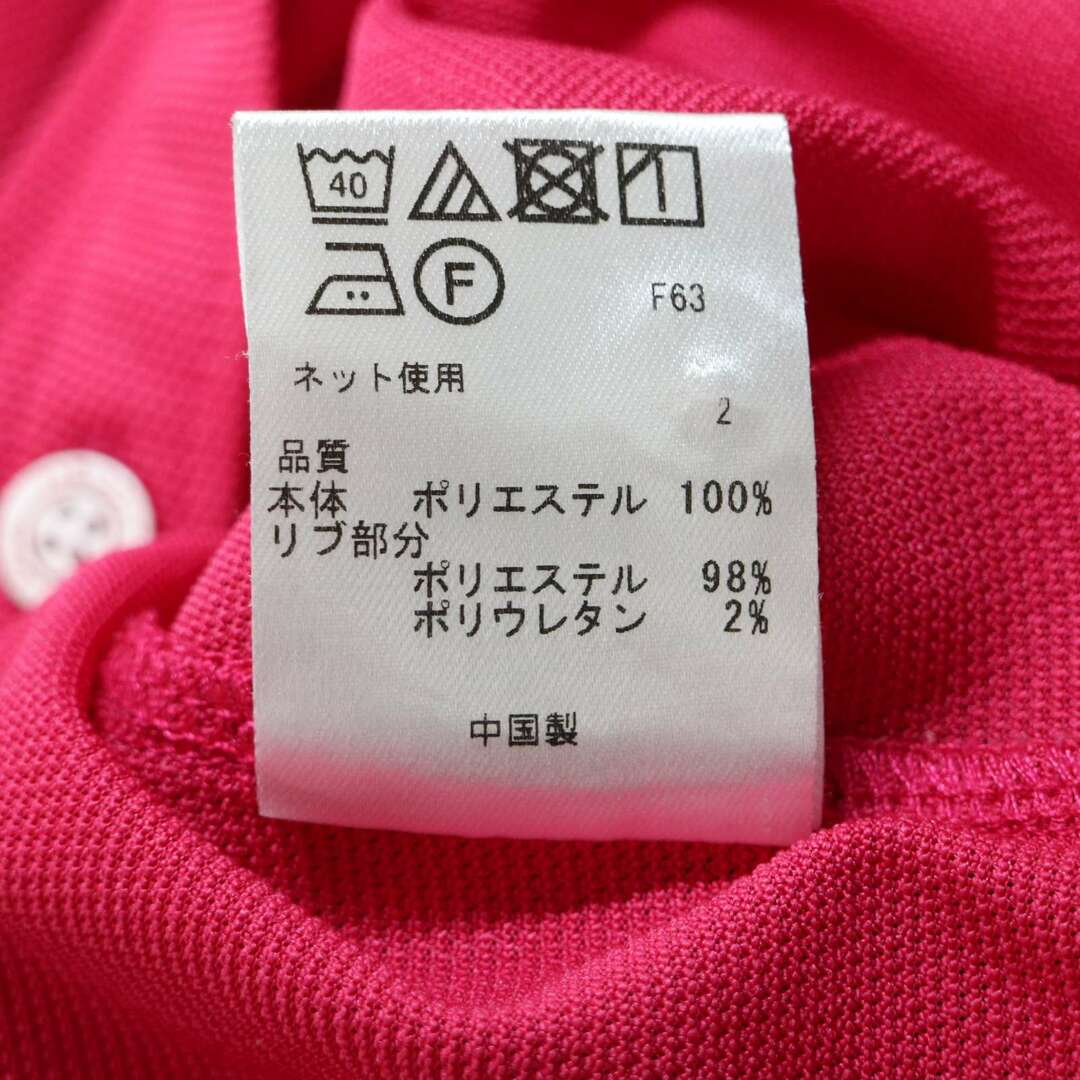 40
F
F63
ネット使用
2
品質
本体 ポリエステル 100%
リブ部分
ポリエステル 98%
ポリウレタン 2%
中国製